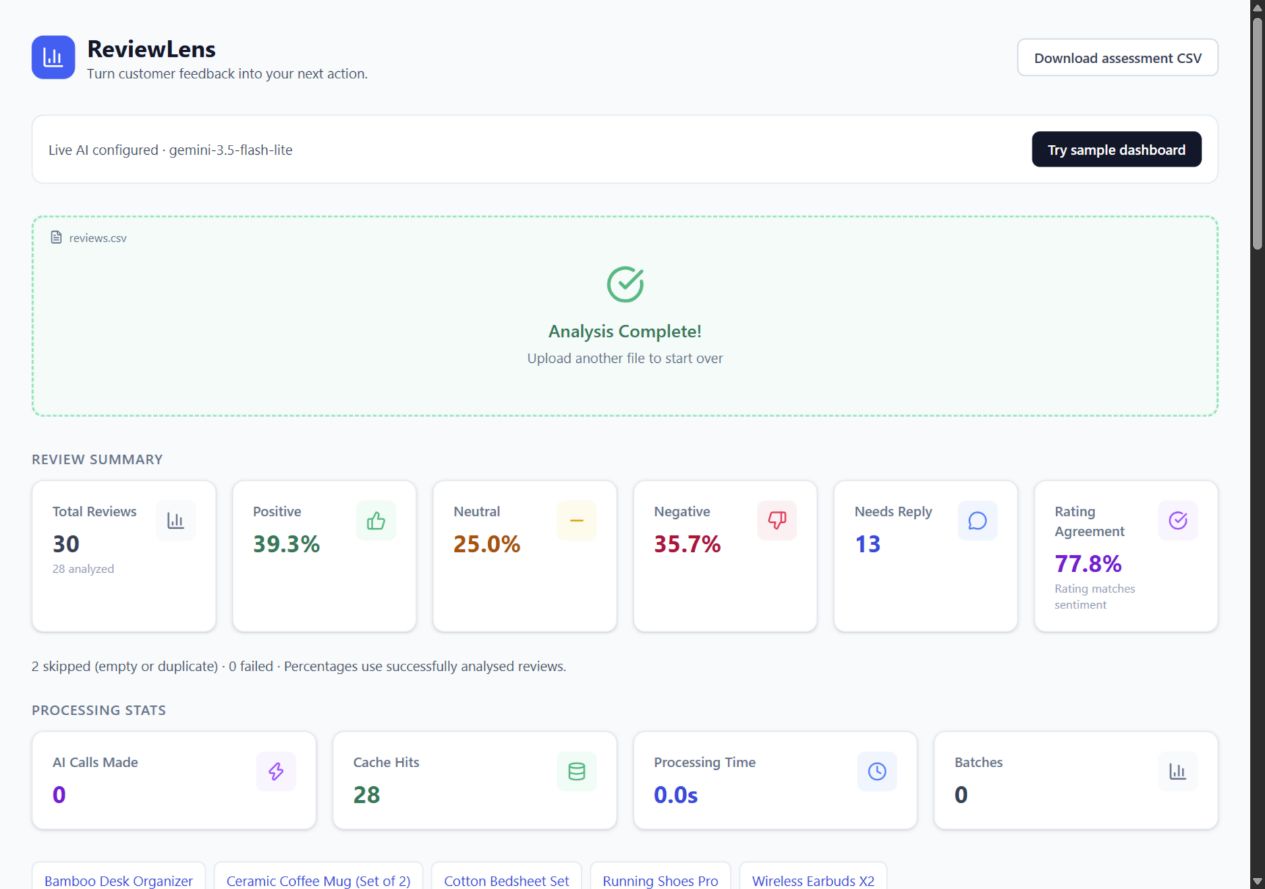 ReviewLens
Turn customer feedback into your next action.
Download assessment CSV
Live AI configured · gemini-3.5-flash-lite
Try sample dashboard
reviews.csv
Analysis Complete!
Upload another file to start over
REVIEW SUMMARY
Total Reviews
30
28 analyzed
Positive
39.3%
Neutral
25.0%
Negative
35.7%
Needs Reply
13
Rating
Agreement
77.8%
Rating matches
sentiment
2 skipped (empty or duplicate) · 0 failed · Percentages use successfully analysed reviews.
PROCESSING STATS
AI Calls Made
0
Cache Hits
28
Processing Time
0.0s
Batches
0
Bamboo Desk Organizer
Ceramic Coffee Mug (Set of 2)
Cotton Bedsheet Set
Running Shoes Pro
Wireless Earbuds X2